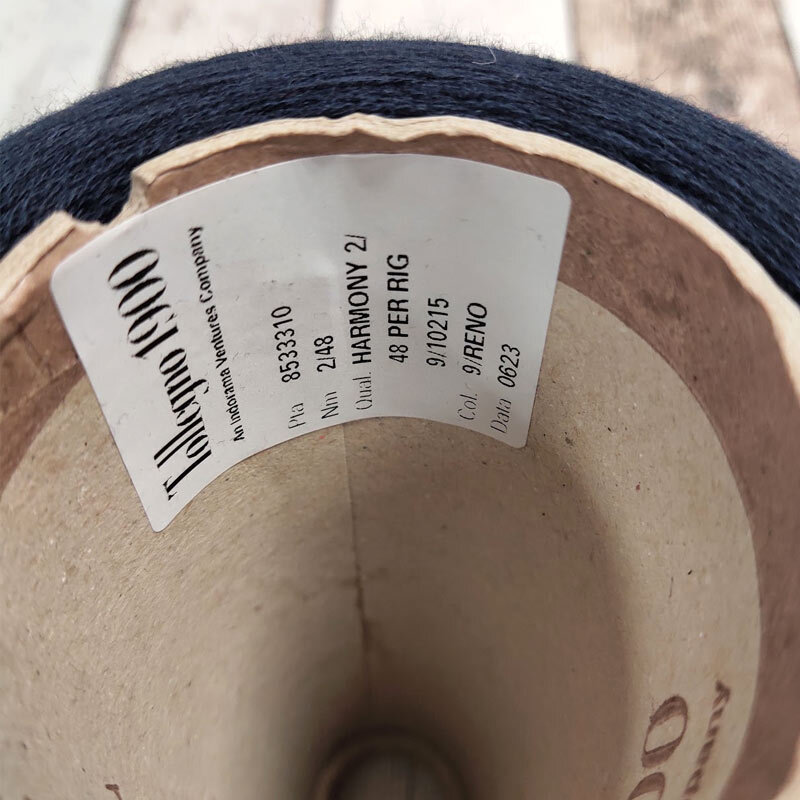 Tollegno 1900
An Indorama Ventures Company
Pta 8533310
Nm 2/48
Qual. HARMONY 2/
48 PER RIG
9/10215
Col. 9/RENO
Data 0623